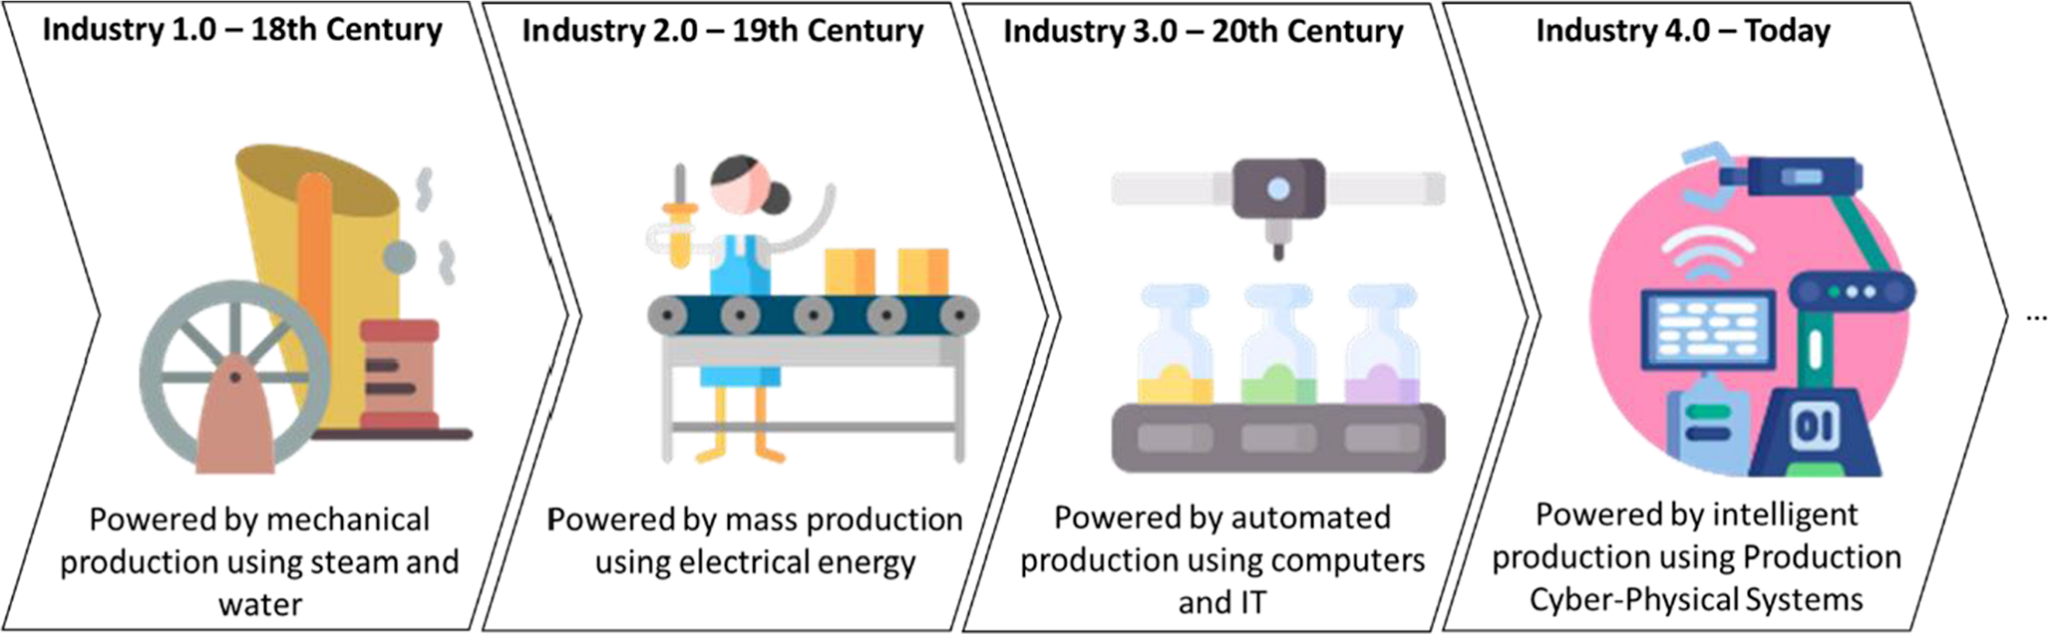 Industry 1.0 – 18th Century
Powered by mechanical
production using steam and
water
Industry 2.0 – 19th Century
Powered by mass production
using electrical energy
Industry 3.0 – 20th Century
Powered by automated
production using computers
and IT
Industry 4.0 – Today
01
Powered by intelligent
production using Production
Cyber-Physical Systems
...